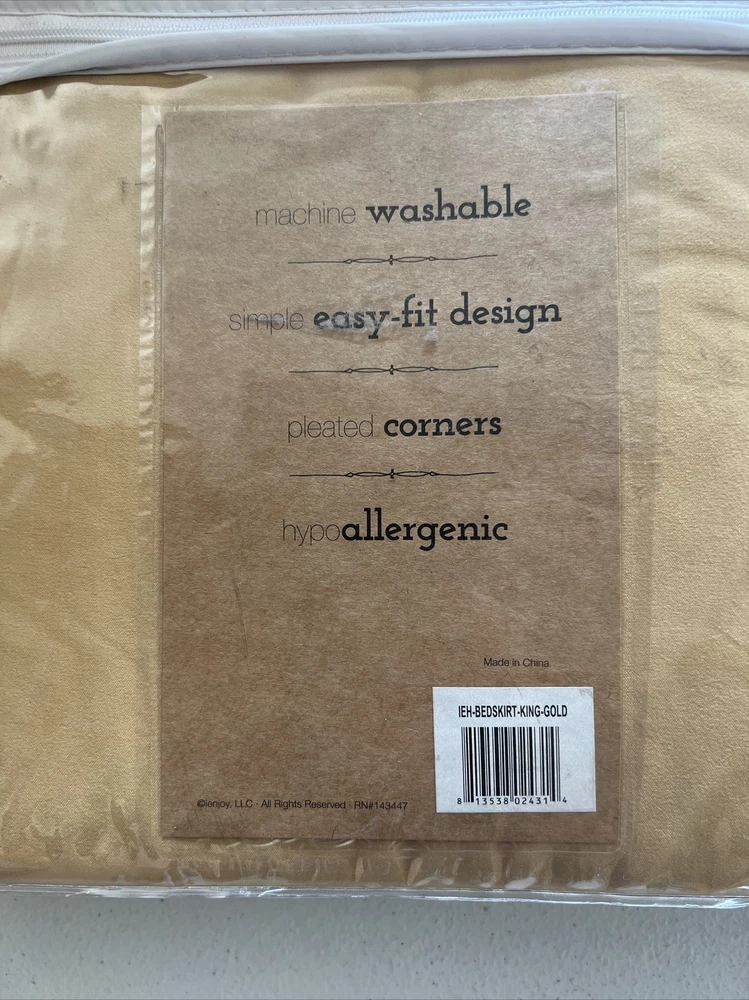 machine washable
simple easy-fit design
pleated corners
hypoallergenic
Made in China
IEH-BEDSKIRT-KING-GOLD
8 13538 02431 4
©ienjoy, LLC · All Rights Reserved · RN#143447